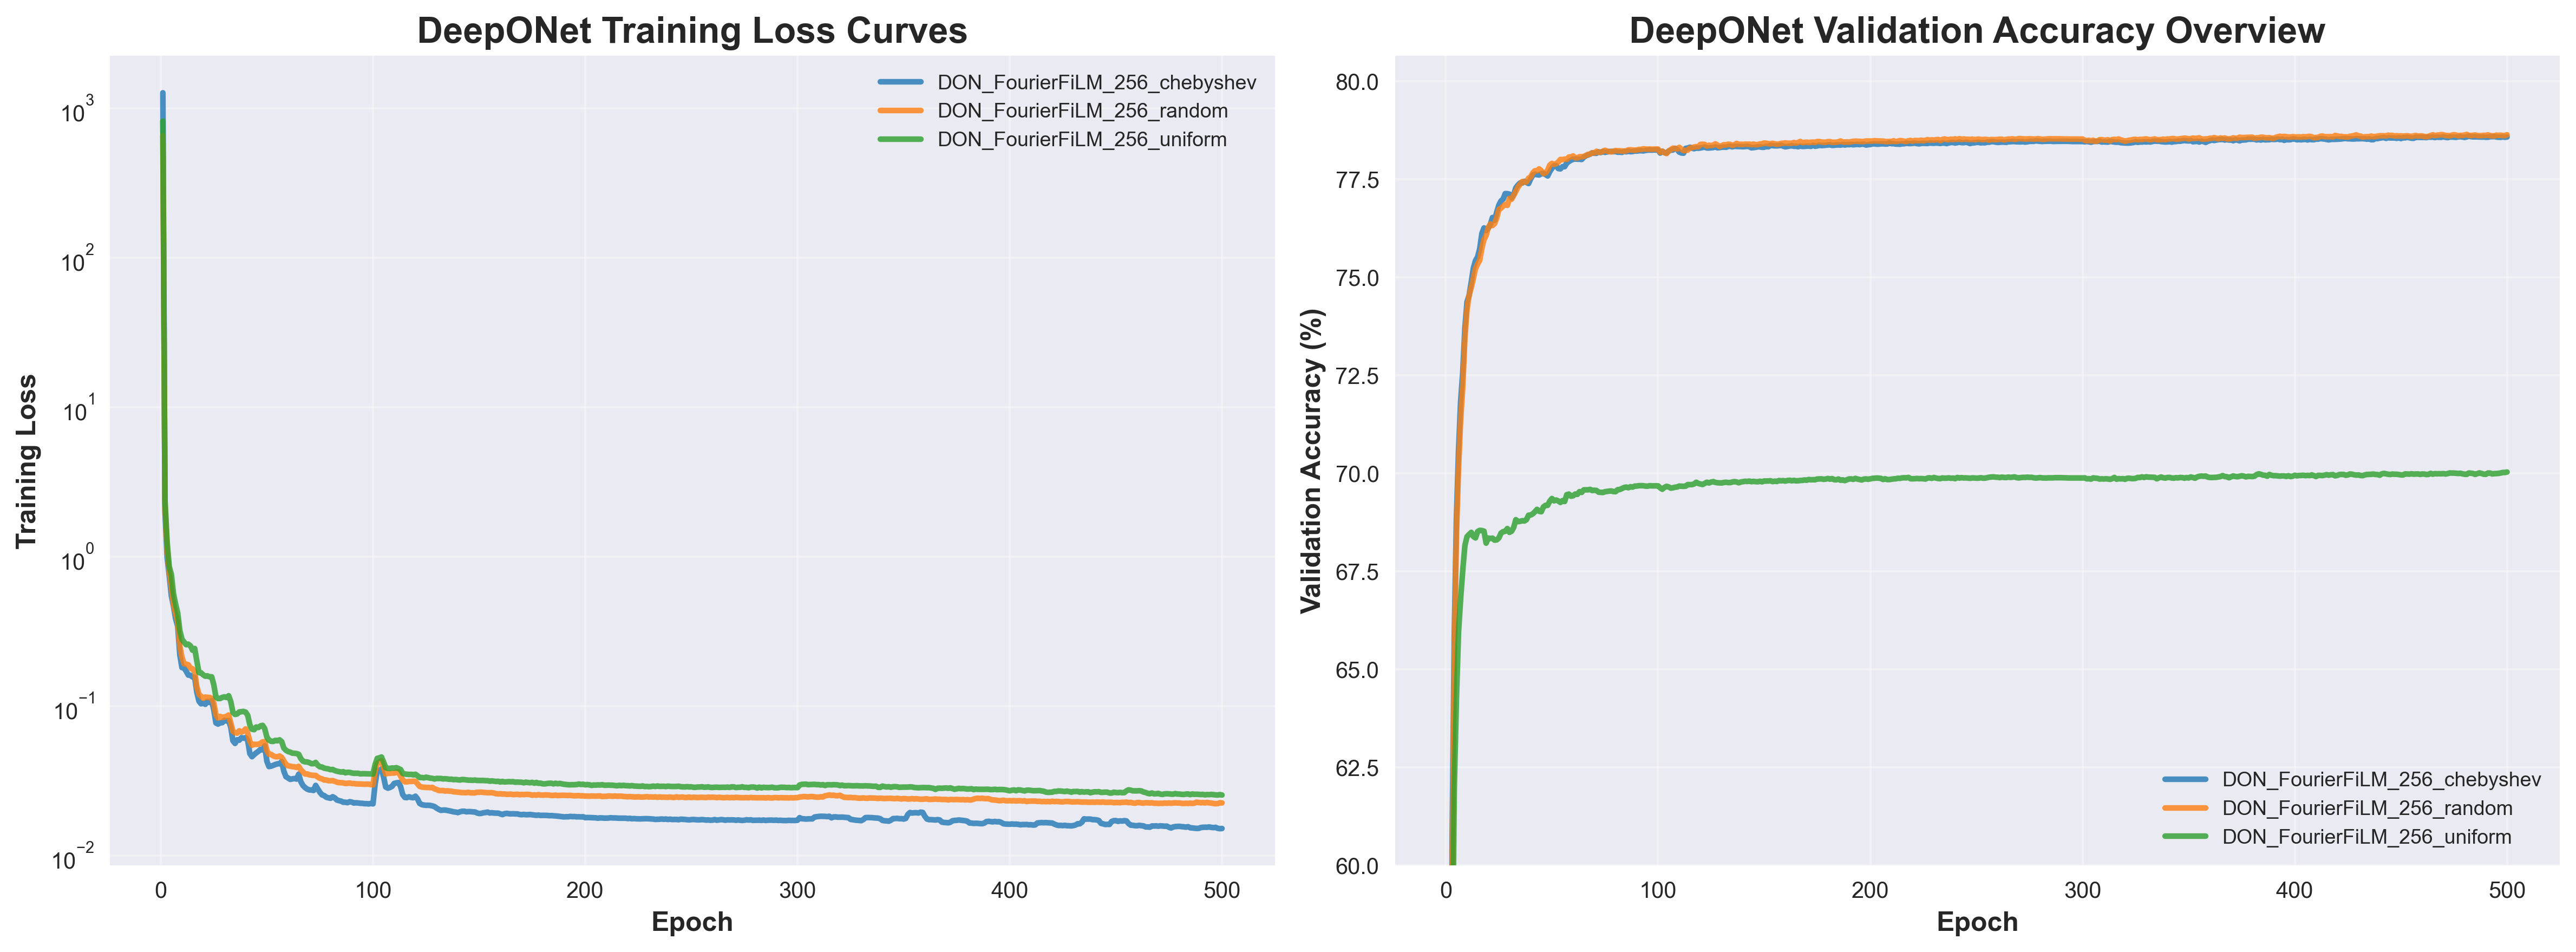 DeepONet Training Loss Curves
DON_FourierFiLM_256_chebyshev
DON_FourierFiLM_256_random
DON_FourierFiLM_256_uniform
10^3
10^2
10^1
10^0
10^−1
10^−2
Training Loss
0 100 200 300 400 500
Epoch
DeepONet Validation Accuracy Overview
80.0
77.5
75.0
72.5
70.0
67.5
65.0
62.5
60.0
Validation Accuracy (%)
DON_FourierFiLM_256_chebyshev
DON_FourierFiLM_256_random
DON_FourierFiLM_256_uniform
0 100 200 300 400 500
Epoch